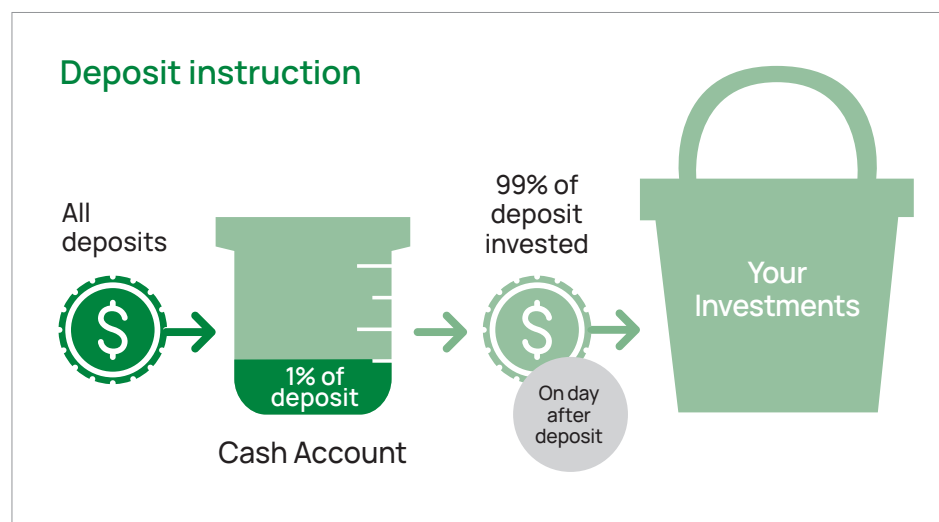 Deposit instruction
All
deposits
$
1% of
deposit
Cash Account
99% of
deposit
invested
$
On day
after
deposit
Your
Investments